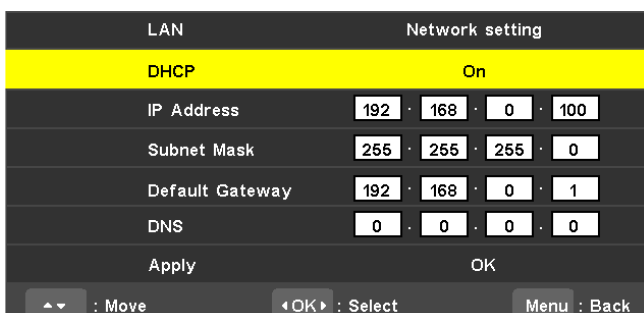 LAN Network setting
DHCP On
IP Address 192 . 168 . 0 . 100
Subnet Mask 255 . 255 . 255 . 0
Default Gateway 192 . 168 . 0 . 1
DNS 0 . 0 . 0 . 0
Apply OK
▲▼ : Move ◀OK▶ : Select Menu : Back